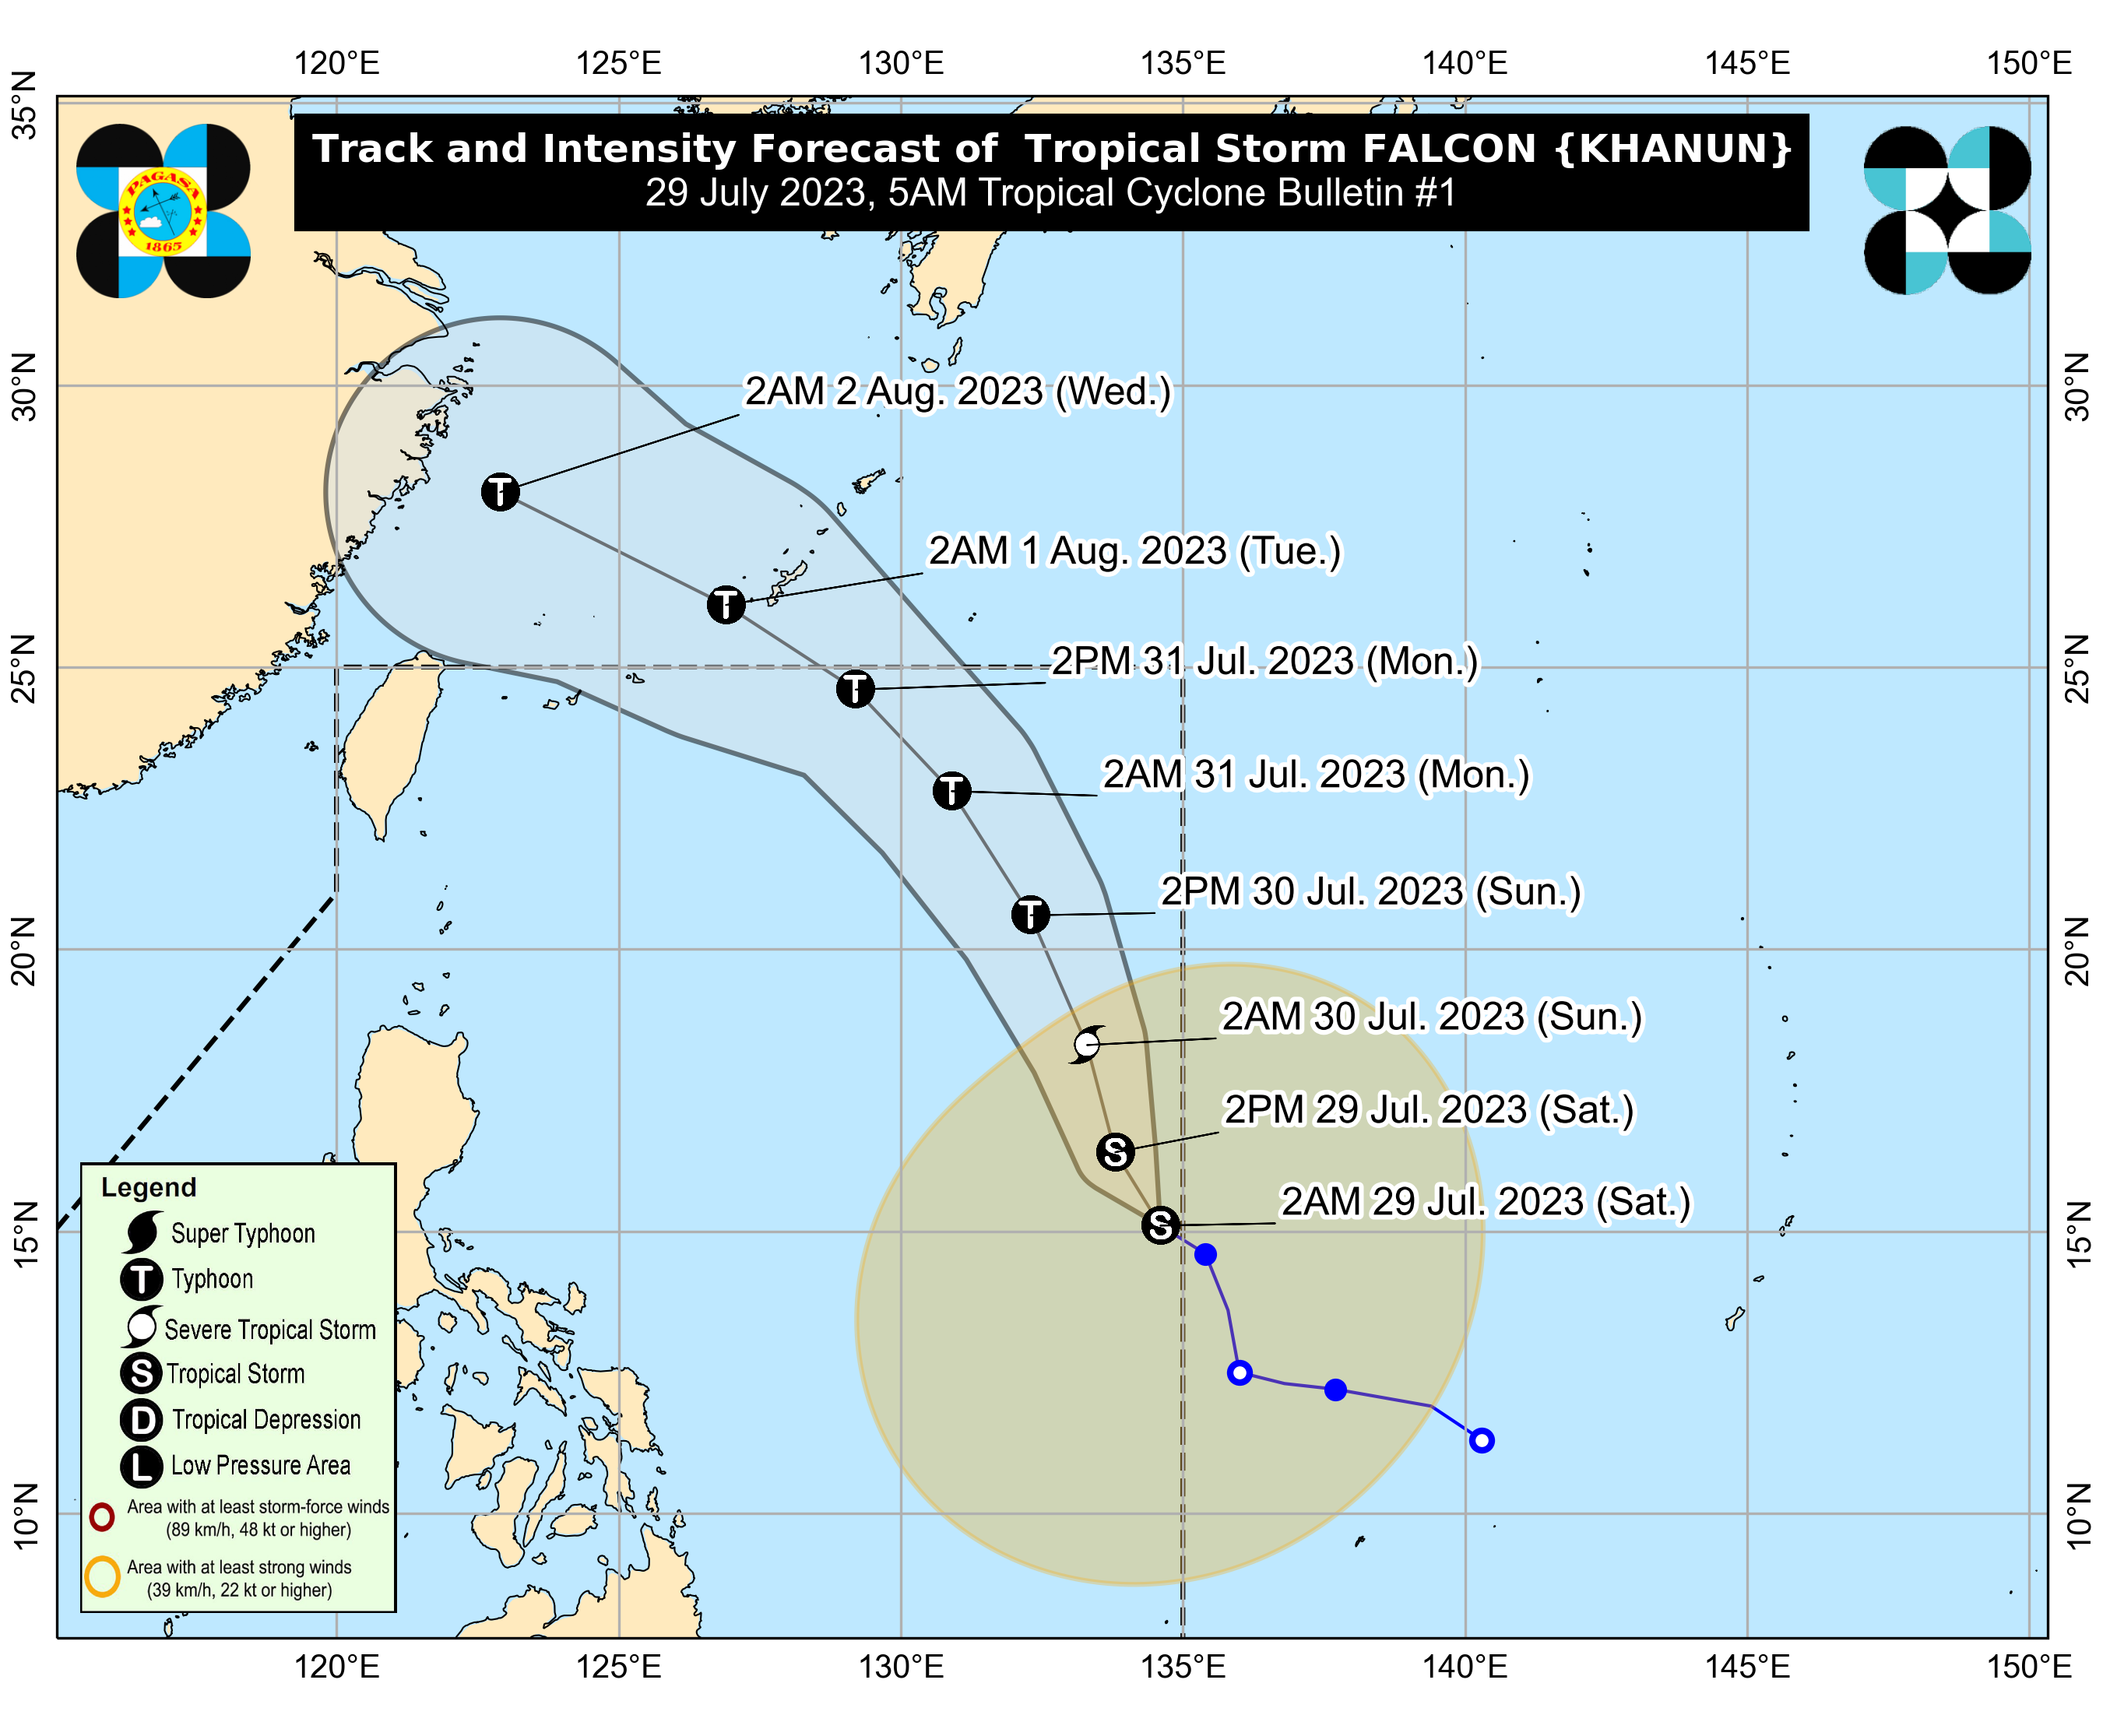 120°E 125°E 130°E 135°E 140°E 145°E 150°E
35°N
Track and Intensity Forecast of  Tropical Storm FALCON {KHANUN}
29 July 2023, 5AM Tropical Cyclone Bulletin #1
PAGASA
1865
30°N 30°N
2AM 2 Aug. 2023 (Wed.)
2AM 1 Aug. 2023 (Tue.)
25°N 25°N
2PM 31 Jul. 2023 (Mon.)
2AM 31 Jul. 2023 (Mon.)
2PM 30 Jul. 2023 (Sun.)
20°N 20°N
2AM 30 Jul. 2023 (Sun.)
2PM 29 Jul. 2023 (Sat.)
2AM 29 Jul. 2023 (Sat.)
15°N 15°N
T
T
T
T
T
S
S
Legend
Super Typhoon
T Typhoon
Severe Tropical Storm
S Tropical Storm
D Tropical Depression
L Low Pressure Area
Area with at least storm-force winds
(89 km/h, 48 kt or higher)
Area with at least strong winds
(39 km/h, 22 kt or higher)
10°N 10°N
120°E 125°E 130°E 135°E 140°E 145°E 150°E